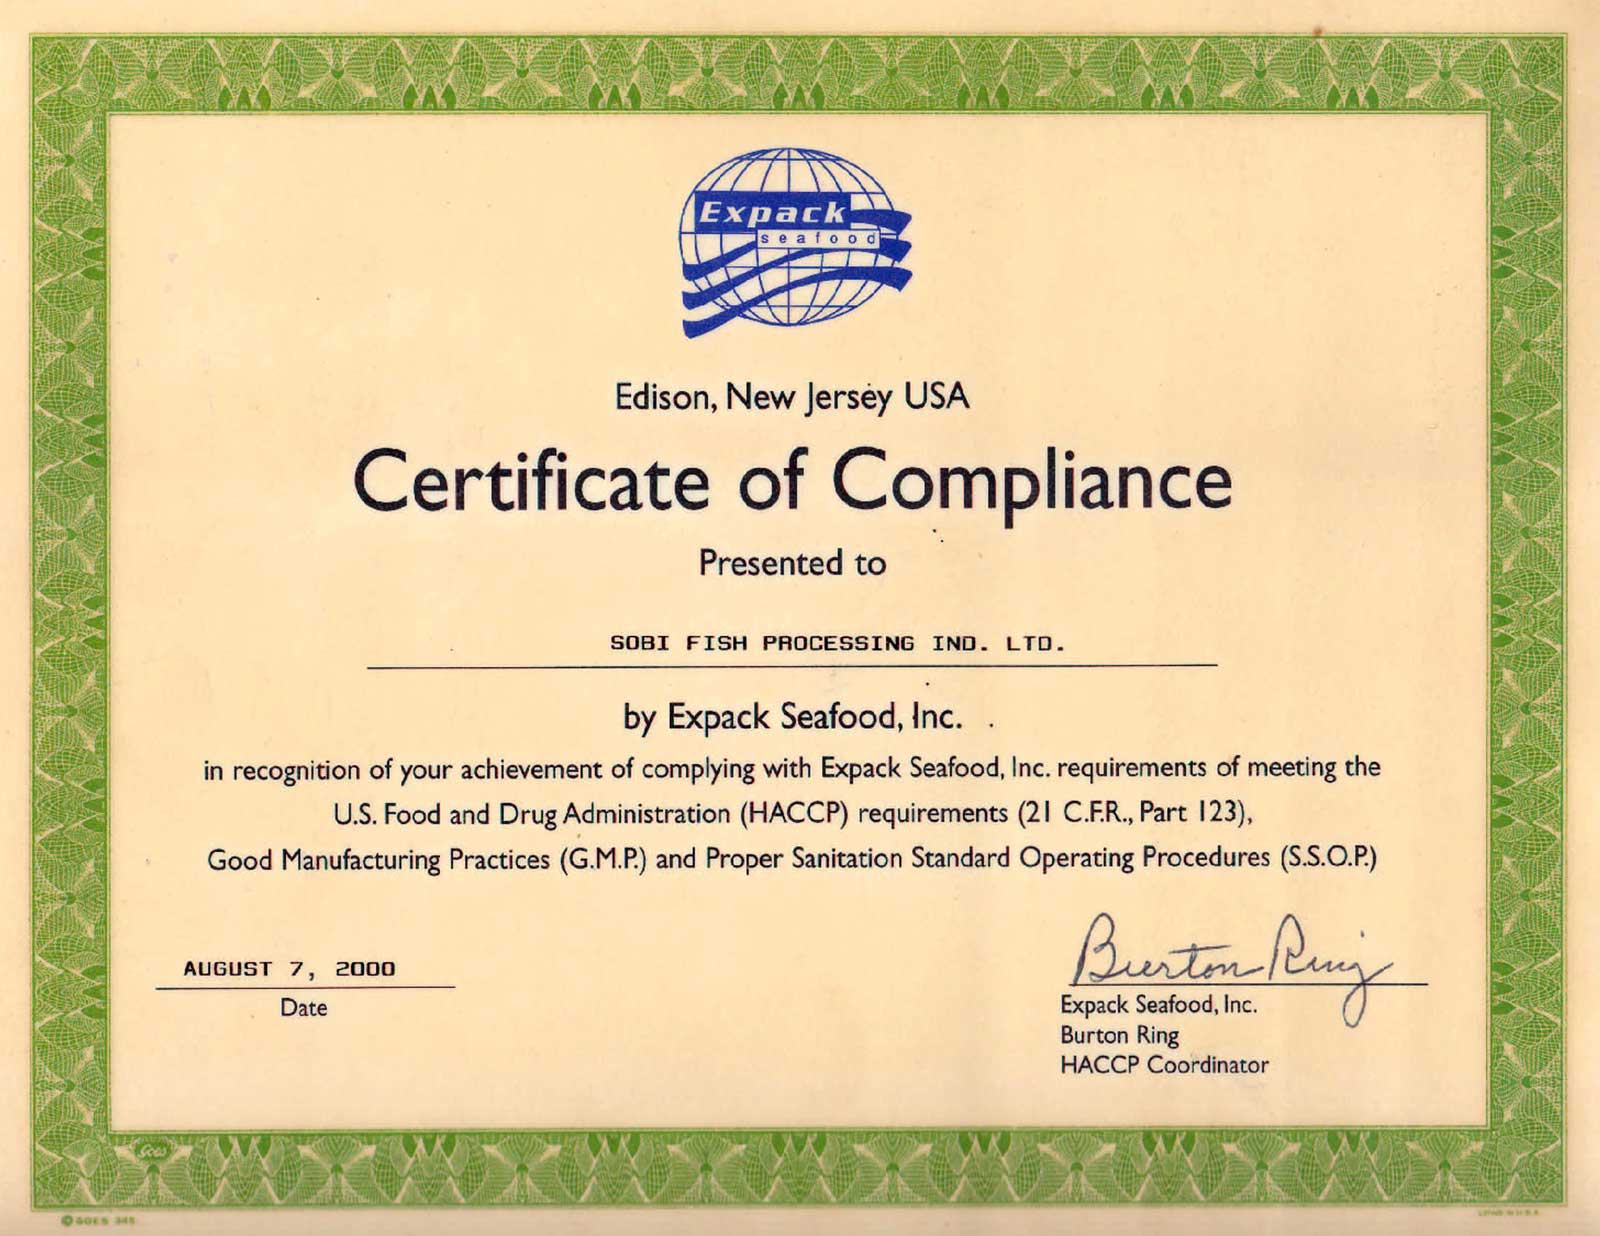 Expack
seafood
Edison, New Jersey USA
Certificate of Compliance
Presented to
SOBI FISH PROCESSING IND. LTD.
by Expack Seafood, Inc.
in recognition of your achievement of complying with Expack Seafood, Inc. requirements of meeting the
U.S. Food and Drug Administration (HACCP) requirements (21 C.F.R., Part 123),
Good Manufacturing Practices (G.M.P.) and Proper Sanitation Standard Operating Procedures (S.S.O.P.)
Burton Ring
AUGUST 7, 2000
Date
Expack Seafood, Inc.
Burton Ring
HACCP Coordinator
Goes
© GOES 345